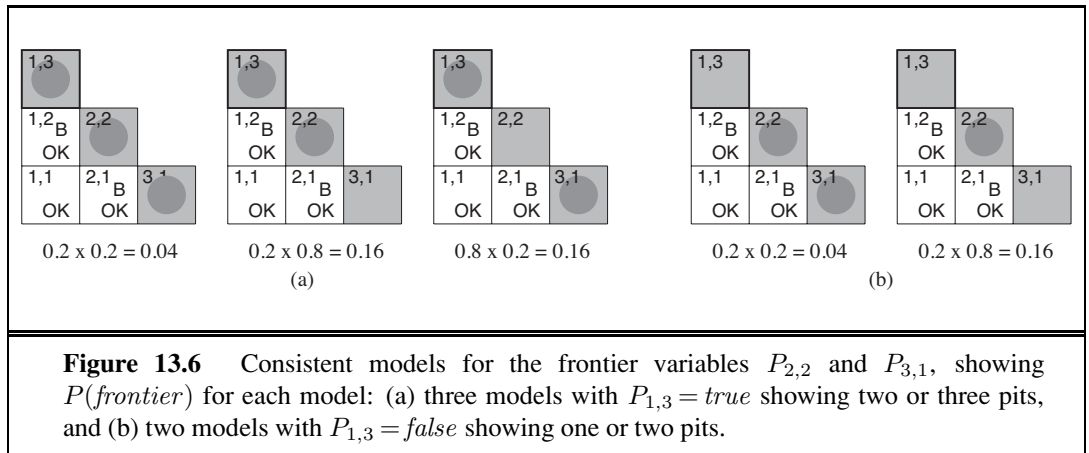 1,3
1,2 B 2,2
OK
1,1 2,1 B 3,1
OK OK
0.2 x 0.2 = 0.04
1,3
1,2 B 2,2
OK
1,1 2,1 B 3,1
OK OK
0.2 x 0.8 = 0.16
1,3
1,2 B 2,2
OK
1,1 2,1 B 3,1
OK OK
0.8 x 0.2 = 0.16
(a)
1,3
1,2 B 2,2
OK
1,1 2,1 B 3,1
OK OK
0.2 x 0.2 = 0.04
1,3
1,2 B 2,2
OK
1,1 2,1 B 3,1
OK OK
0.2 x 0.8 = 0.16
(b)
Figure 13.6 Consistent models for the frontier variables P2,2 and P3,1, showing
P(frontier) for each model: (a) three models with P1,3 = true showing two or three pits,
and (b) two models with P1,3 = false showing one or two pits.